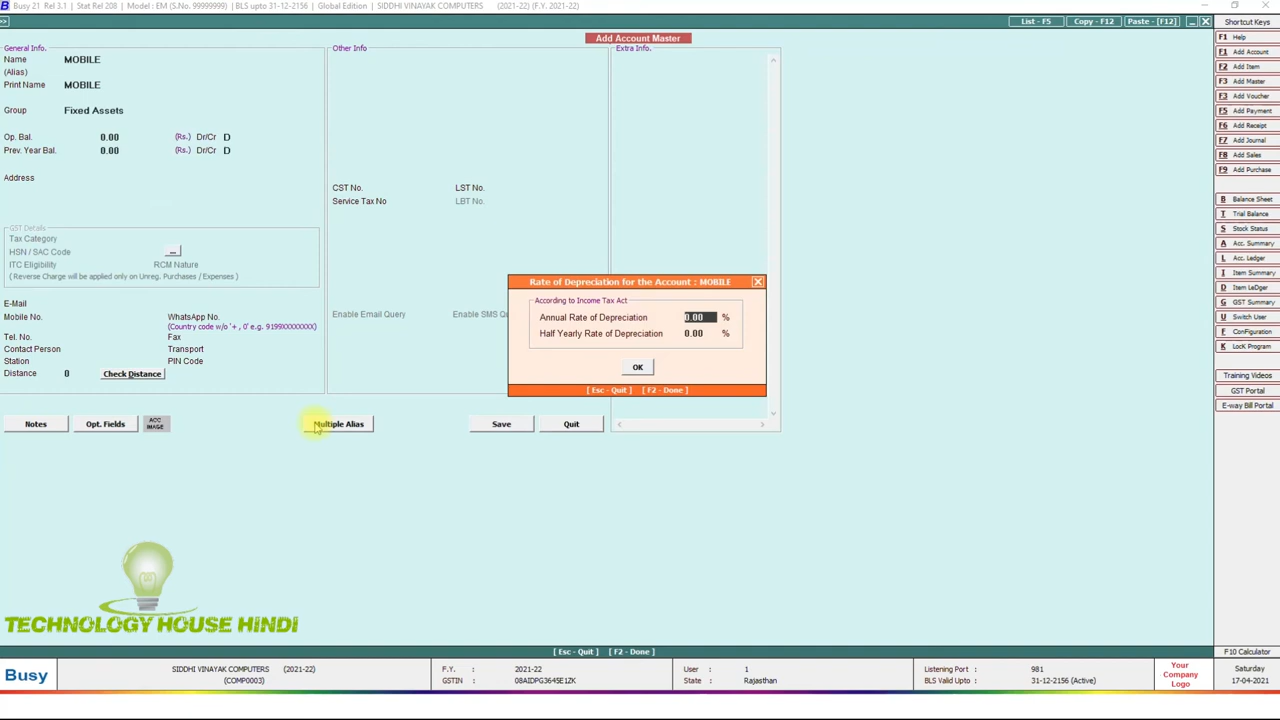 Busy 21 Rel 3.1 | Stat Rel 208 | Model : EM (S.No. 99999999) | BLS upto 31-12-2156 | Global Edition | SIDDHI VINAYAK COMPUTERS (2021-22) (F.Y. 2021-22)
>> List - F5 Copy - F12 Paste - [F12] Shortcut Keys
Add Account Master
General Info.
Name MOBILE
(Alias)
Print Name MOBILE
Group Fixed Assets
Op. Bal. 0.00 (Rs.) Dr/Cr D
Prev. Year Bal. 0.00 (Rs.) Dr/Cr D
Address
GST Details
Tax Category
HSN / SAC Code ...
ITC Eligibility RCM Nature
( Reverse Charge will be applied only on Unreg. Purchases / Expenses )
E-Mail
Mobile No. WhatsApp No.
(Country code w/o '+ , 0' e.g. 9199XXXXXXXX)
Tel. No. Fax
Contact Person Transport
Station PIN Code
Distance 0 Check Distance
Other Info
CST No. LST No.
Service Tax No LBT No.
Enable Email Query Enable SMS Qu
Extra Info.
Rate of Depreciation for the Account : MOBILE
According to Income Tax Act
Annual Rate of Depreciation 0.00 %
Half Yearly Rate of Depreciation 0.00 %
OK
[ Esc - Quit ] [ F2 - Done ]
Notes Opt. Fields ACC IMAGE Multiple Alias Save Quit
F1 Help
F1 Add Account
F2 Add Item
F3 Add Master
F3 Add Voucher
F5 Add Payment
F6 Add Receipt
F7 Add Journal
F8 Add Sales
F9 Add Purchase
B Balance Sheet
T Trial Balance
S Stock Status
A Acc. Summary
L Acc. Ledger
I Item Summary
D Item LeDger
G GST Summary
U Switch User
F Configuration
K LocK Program
Training Videos
GST Portal
E-way Bill Portal
TECHNOLOGY HOUSE HINDI
[ Esc - Quit ] [ F2 - Done ] F10 Calculator
Busy
SIDDHI VINAYAK COMPUTERS (2021-22)
(COMP0003)
F.Y. : 2021-22
GSTIN : 08AIDPG3645E1ZK
User : 1
State : Rajasthan
Listening Port : 981
BLS Valid Upto : 31-12-2156 (Active)
Your
Company
Logo
Saturday
17-04-2021